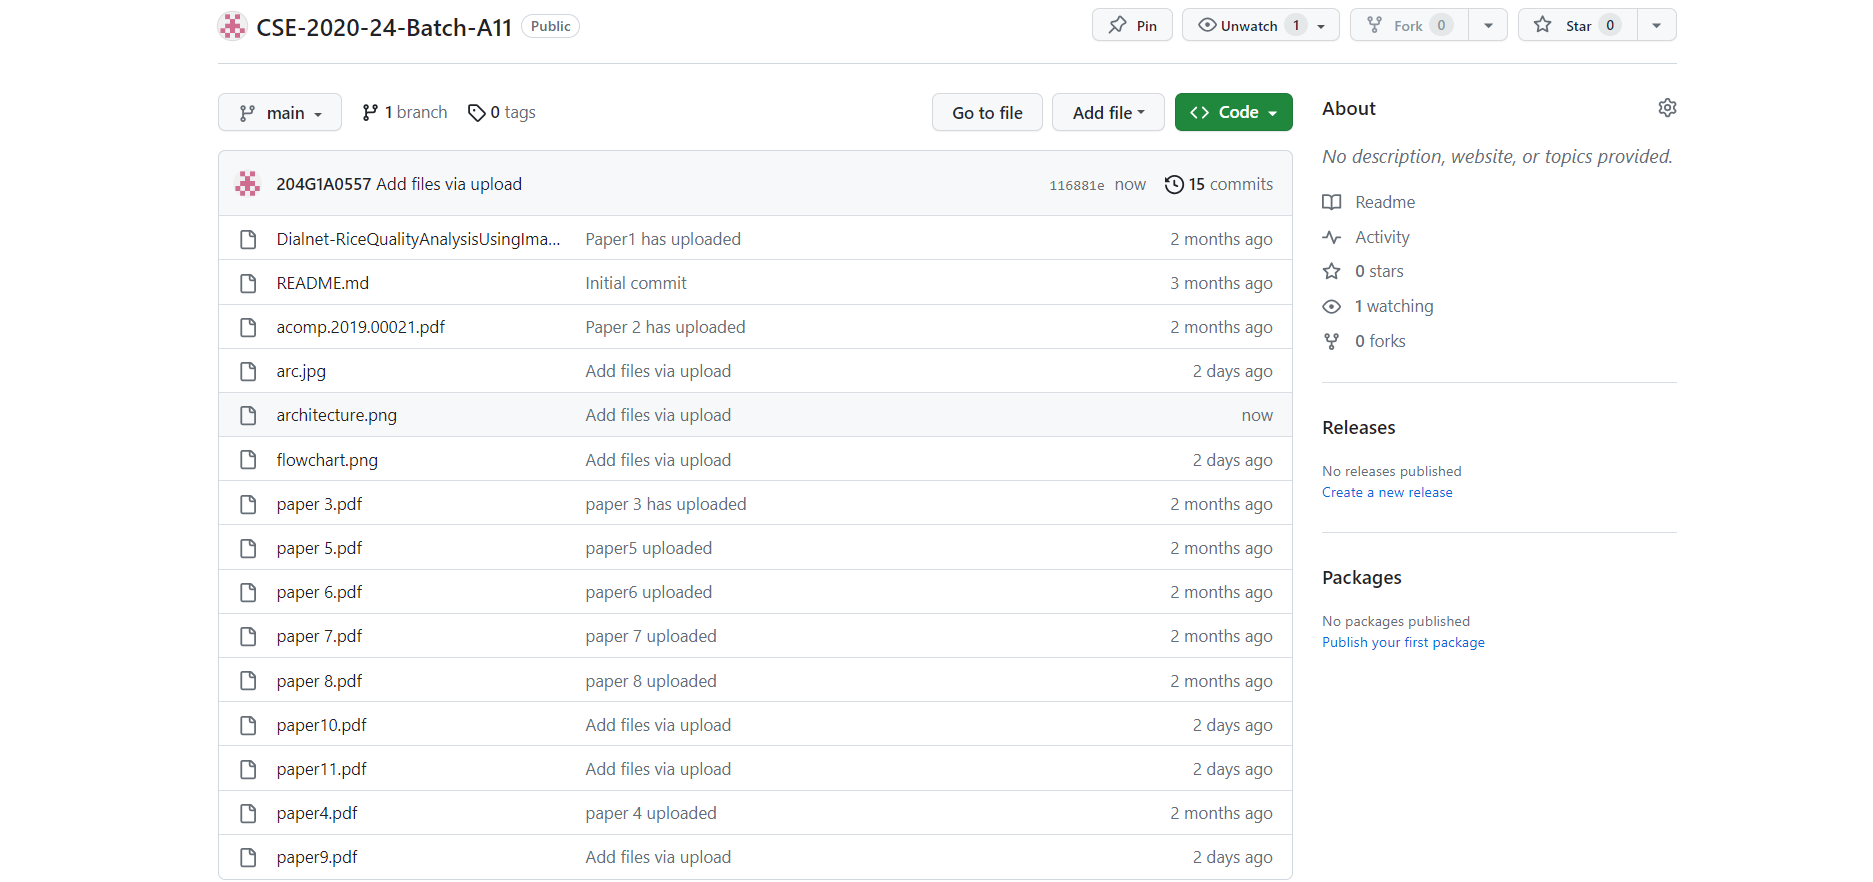 CSE-2020-24-Batch-A11 Public Pin Unwatch 1 Fork 0 Star 0
main 1 branch 0 tags Go to file Add file Code
204G1A0557 Add files via upload 116881e now 15 commits
Dialnet-RiceQualityAnalysisUsingIma... Paper1 has uploaded 2 months ago
README.md Initial commit 3 months ago
acomp.2019.00021.pdf Paper 2 has uploaded 2 months ago
arc.jpg Add files via upload 2 days ago
architecture.png Add files via upload now
flowchart.png Add files via upload 2 days ago
paper 3.pdf paper 3 has uploaded 2 months ago
paper 5.pdf paper5 uploaded 2 months ago
paper 6.pdf paper6 uploaded 2 months ago
paper 7.pdf paper 7 uploaded 2 months ago
paper 8.pdf paper 8 uploaded 2 months ago
paper10.pdf Add files via upload 2 days ago
paper11.pdf Add files via upload 2 days ago
paper4.pdf paper 4 uploaded 2 months ago
paper9.pdf Add files via upload 2 days ago
About
No description, website, or topics provided.
Readme
Activity
0 stars
1 watching
0 forks
Releases
No releases published
Create a new release
Packages
No packages published
Publish your first package